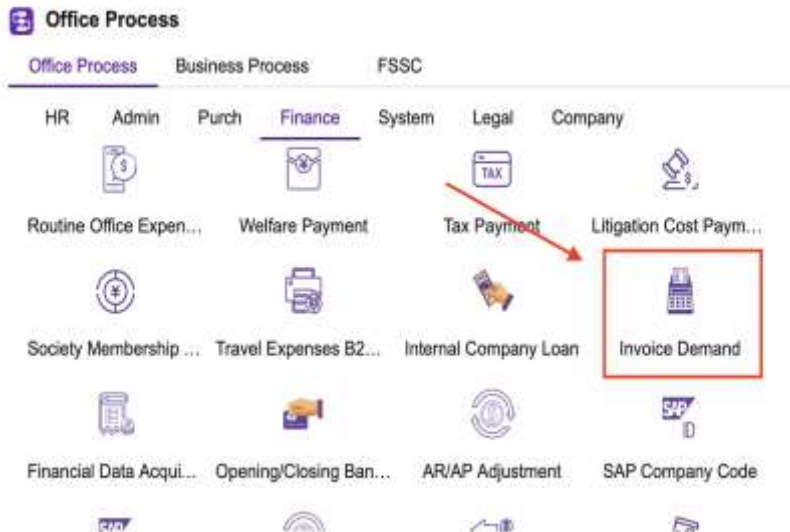 Office Process
Office Process Business Process FSSC
HR Admin Purch Finance System Legal Company
TAX
Routine Office Expen... Welfare Payment Tax Payment Litigation Cost Paym...
Society Membership ... Travel Expenses B2... Internal Company Loan Invoice Demand
SAP
Financial Data Acqui... Opening/Closing Ban... AR/AP Adjustment SAP Company Code
SAP